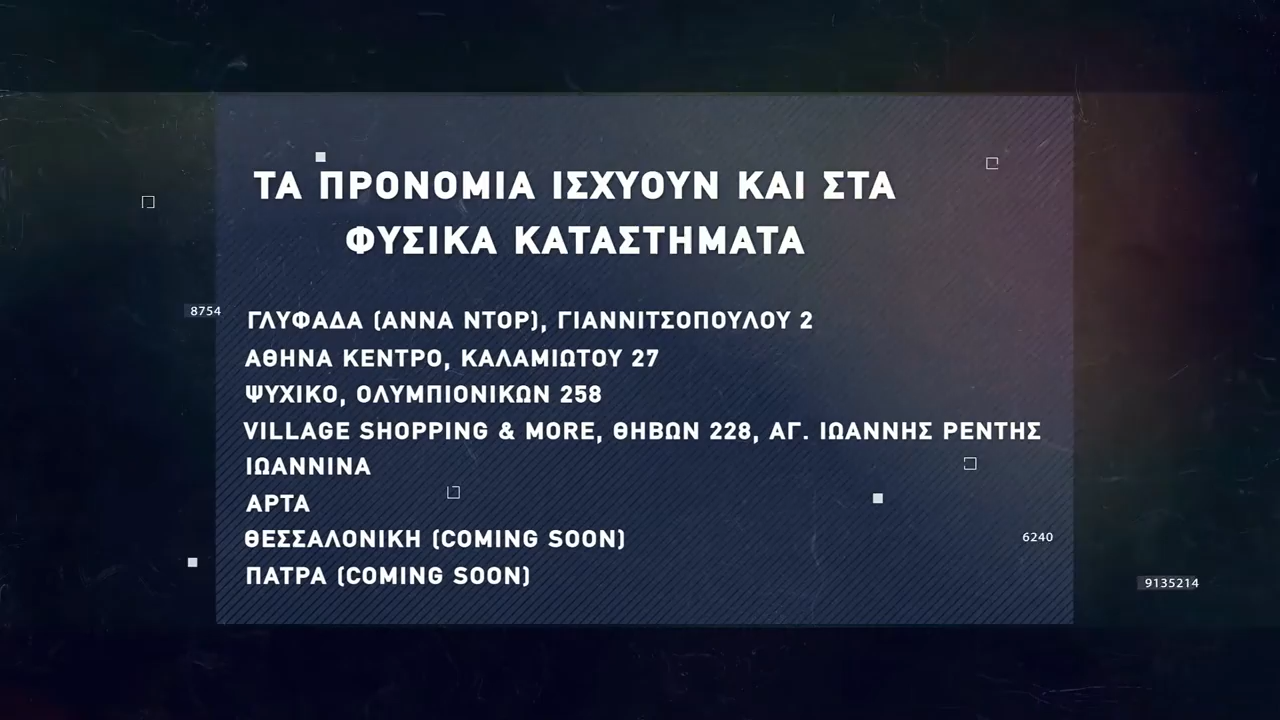 ΤΑ ΠΡΟΝΟΜΙΑ ΙΣΧΥΟΥΝ ΚΑΙ ΣΤΑ
ΦΥΣΙΚΑ ΚΑΤΑΣΤΗΜΑΤΑ
8754
ΓΛΥΦΑΔΑ (ΑΝΝΑ ΝΤΟΡ), ΓΙΑΝΝΙΤΣΟΠΟΥΛΟΥ 2
ΑΘΗΝΑ ΚΕΝΤΡΟ, ΚΑΛΑΜΙΩΤΟΥ 27
ΨΥΧΙΚΟ, ΟΛΥΜΠΙΟΝΙΚΩΝ 258
VILLAGE SHOPPING & MORE, ΘΗΒΩΝ 228, ΑΓ. ΙΩΑΝΝΗΣ ΡΕΝΤΗΣ
ΙΩΑΝΝΙΝΑ
ΑΡΤΑ
ΘΕΣΣΑΛΟΝΙΚΗ (COMING SOON)
6240
ΠΑΤΡΑ (COMING SOON)
9135214